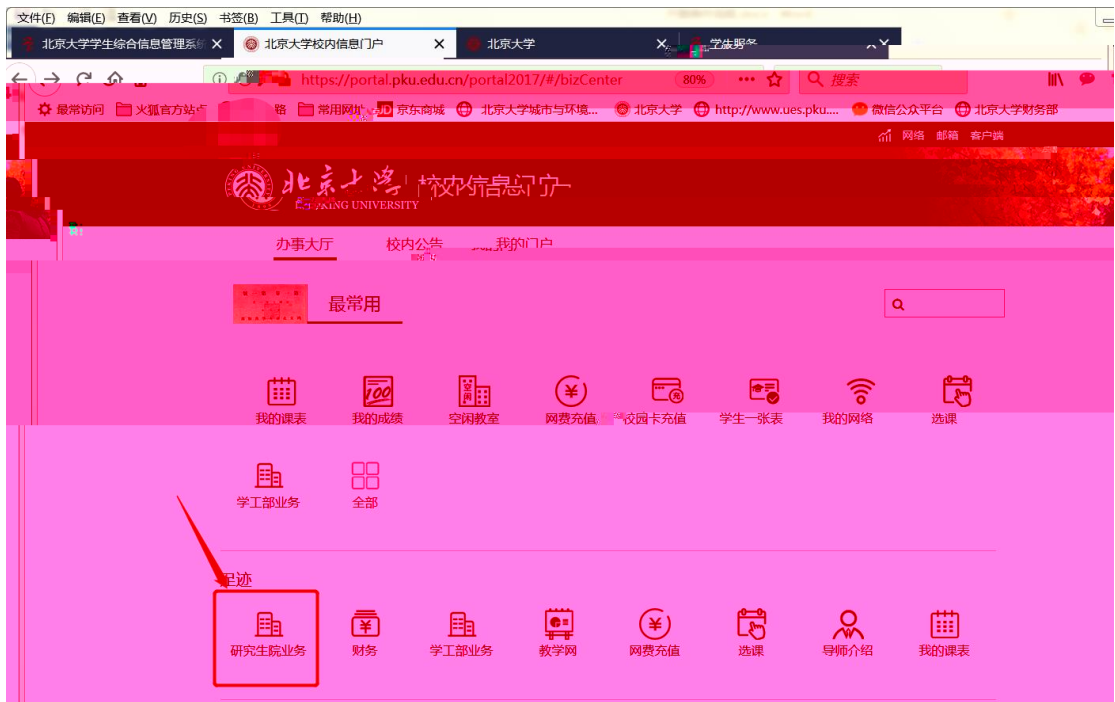 文件(F) 编辑(E) 查看(V) 历史(S) 书签(B) 工具(T) 帮助(H)
北京大学学生综合信息管理系统 北京大学校内信息门户 北京大学
https://portal.pku.edu.cn/portal2017/#/bizCenter 80% 搜索
最常访问 火狐官方站点 常用网址 JD 京东商城 北京大学城市与环境... 北京大学 http://www.ues.pku.... 微信公众平台 北京大学财务部
网络 邮箱 客户端
北京大学 校内信息门户
UNIVERSITY
办事大厅 校内公告 我的门户
最常用
我的课表 我的成绩 空闲教室 网费充值 校园卡充值 学生一张表 我的网络 选课
学工部业务 全部
足迹
研究生院业务 财务 学工部业务 教学网 网费充值 选课 导师介绍 我的课表